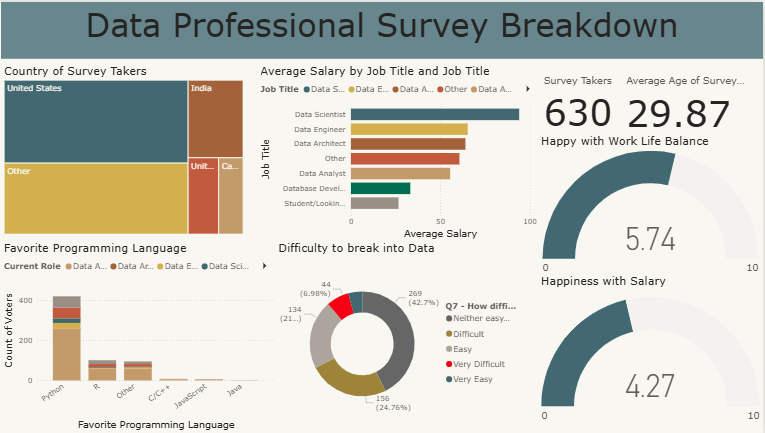 Data Professional Survey Breakdown
Country of Survey Takers
United States
India
Other
Unit...
Ca...
Average Salary by Job Title and Job Title
Job Title Data S... Data E... Data A... Other Data A...
Job Title
Data Scientist
Data Engineer
Data Architect
Other
Data Analyst
Database Devel...
Student/Lookin...
0 50 100
Average Salary
Survey Takers Average Age of Survey...
630 29.87
Happy with Work Life Balance
5.74
0 10
Favorite Programming Language
Current Role Data A... Data Ar... Data E... Data Sci...
Count of Voters
400
200
0
Python R Other C/C++ JavaScript Java
Favorite Programming Language
Difficulty to break into Data
44
(6.98%)
269
(42.7%)
134
(21...)
156
(24.76%)
Q7 - How diffi...
Neither easy...
Difficult
Easy
Very Difficult
Very Easy
Happiness with Salary
4.27
0 10